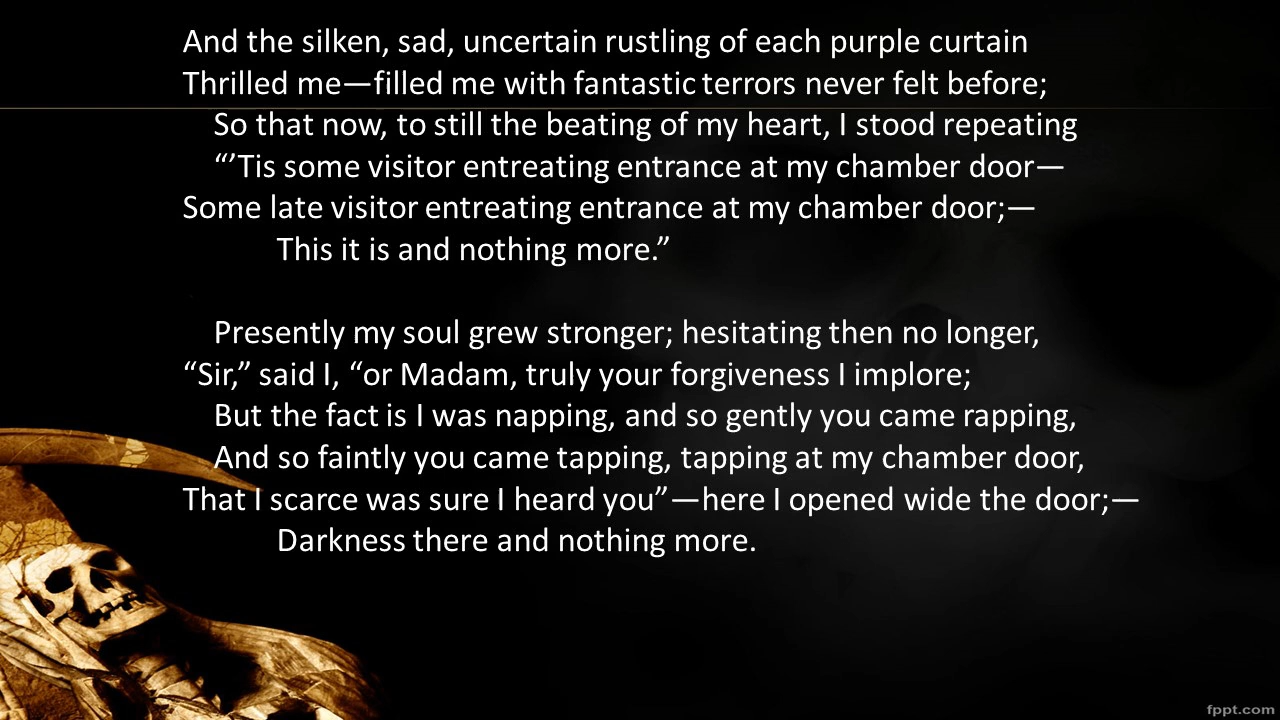 And the silken, sad, uncertain rustling of each purple curtain
Thrilled me—filled me with fantastic terrors never felt before;
So that now, to still the beating of my heart, I stood repeating
“’Tis some visitor entreating entrance at my chamber door—
Some late visitor entreating entrance at my chamber door;—
This it is and nothing more.”
Presently my soul grew stronger; hesitating then no longer,
“Sir,” said I, “or Madam, truly your forgiveness I implore;
But the fact is I was napping, and so gently you came rapping,
And so faintly you came tapping, tapping at my chamber door,
That I scarce was sure I heard you”—here I opened wide the door;—
Darkness there and nothing more.
fppt.com